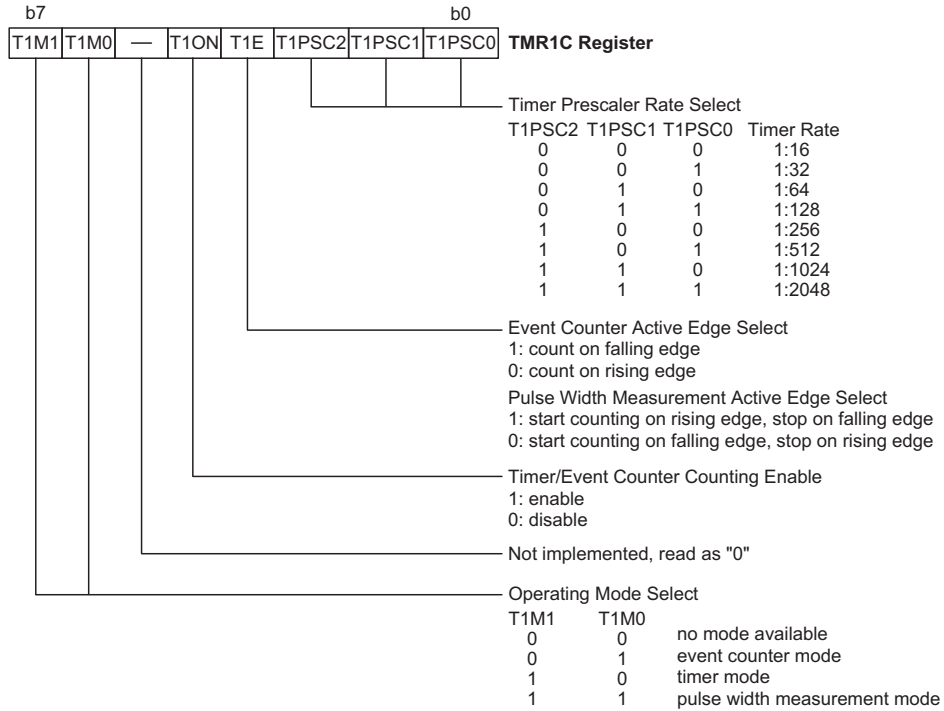 b7 b0
T1M1 T1M0 — T1ON T1E T1PSC2 T1PSC1 T1PSC0 TMR1C Register
Timer Prescaler Rate Select
T1PSC2 T1PSC1 T1PSC0 Timer Rate
0 0 0 1:16
0 0 1 1:32
0 1 0 1:64
0 1 1 1:128
1 0 0 1:256
1 0 1 1:512
1 1 0 1:1024
1 1 1 1:2048
Event Counter Active Edge Select
1: count on falling edge
0: count on rising edge
Pulse Width Measurement Active Edge Select
1: start counting on rising edge, stop on falling edge
0: start counting on falling edge, stop on rising edge
Timer/Event Counter Counting Enable
1: enable
0: disable
Not implemented, read as "0"
Operating Mode Select
T1M1 T1M0
0 0 no mode available
0 1 event counter mode
1 0 timer mode
1 1 pulse width measurement mode